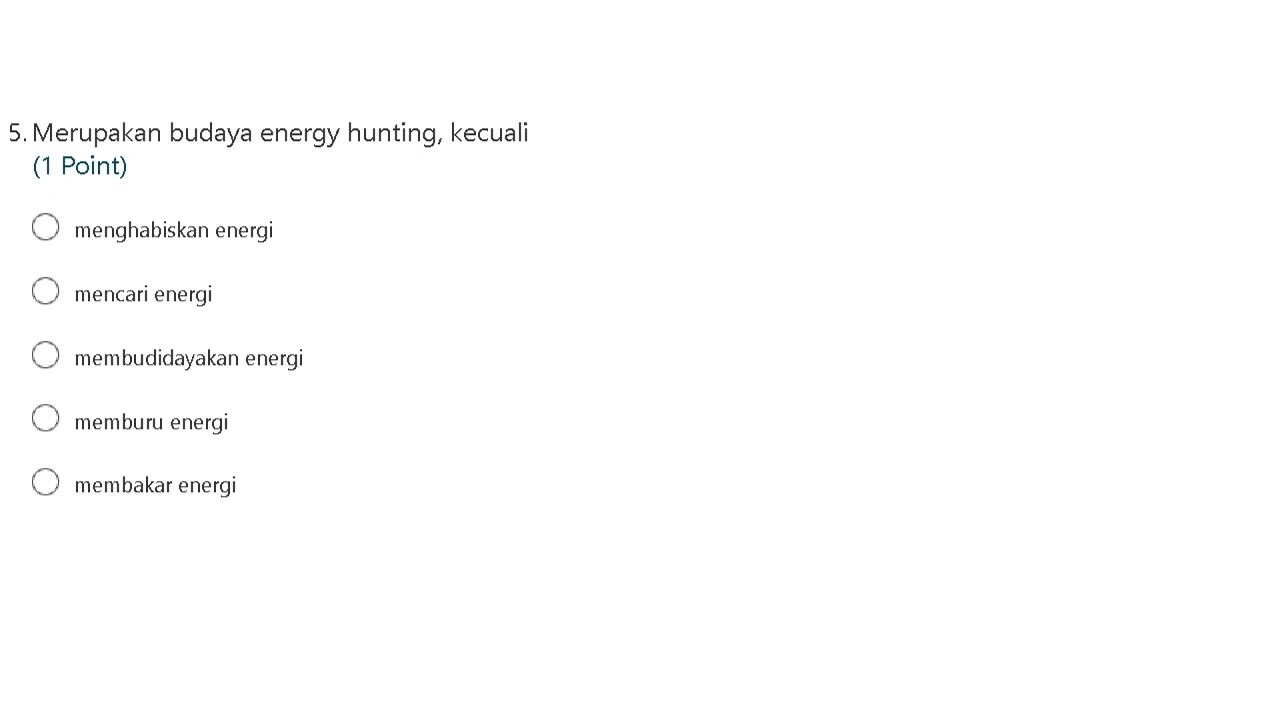 5. Merupakan budaya energy hunting, kecuali
(1 Point)
menghabiskan energi
mencari energi
membudidayakan energi
memburu energi
membakar energi